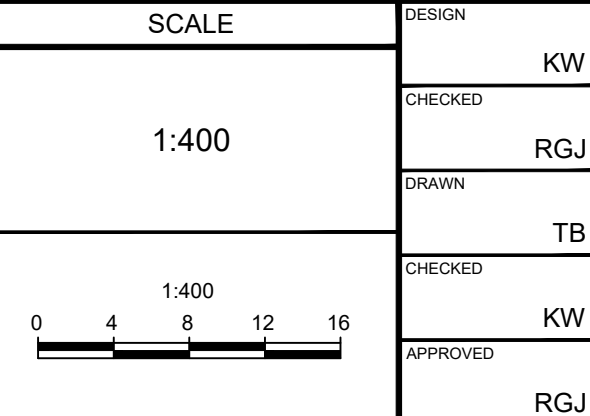 SCALE
1:400
1:400
0 4 8 12 16
DESIGN
KW
CHECKED
RGJ
DRAWN
TB
CHECKED
KW
APPROVED
RGJ